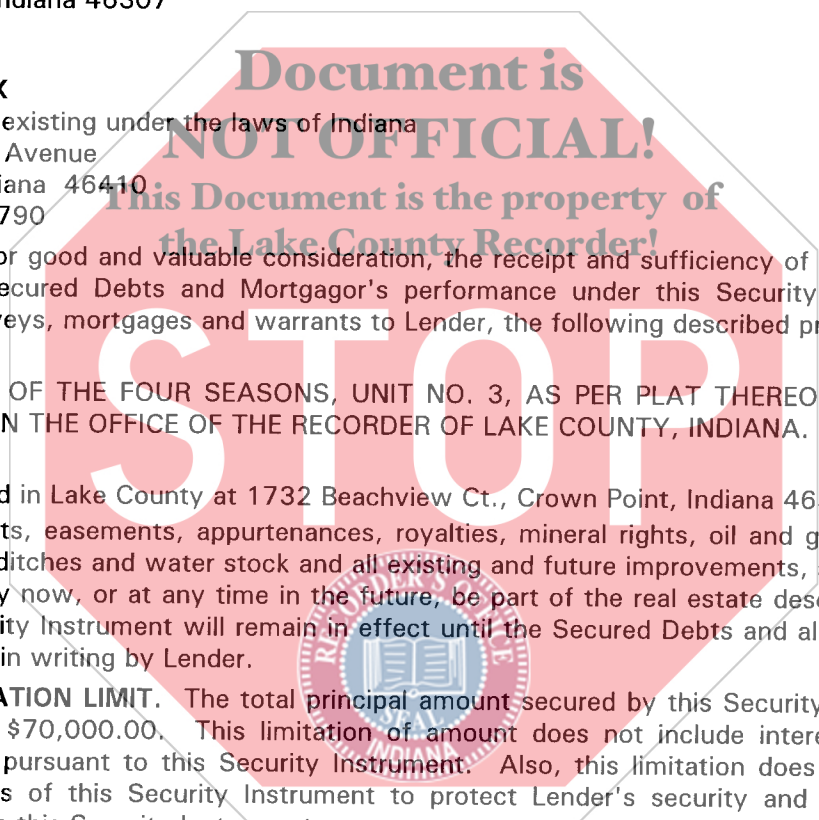 ndiana 46307
Document is
K
existing under the laws of Indiana
NOT OFFICIAL!
Avenue
iana 46410
This Document is the property of
790
the Lake County Recorder!
or good and valuable consideration, the receipt and sufficiency of
ecured Debts and Mortgagor's performance under this Security
veys, mortgages and warrants to Lender, the following described pr
STOP
OF THE FOUR SEASONS, UNIT NO. 3, AS PER PLAT THEREO
N THE OFFICE OF THE RECORDER OF LAKE COUNTY, INDIANA.
d in Lake County at 1732 Beachview Ct., Crown Point, Indiana 46
ts, easements, appurtenances, royalties, mineral rights, oil and g
ditches and water stock and all existing and future improvements,
y now, or at any time in the future, be part of the real estate desc
ity Instrument will remain in effect until the Secured Debts and al
in writing by Lender.
RECORDER'S OFFICE
SEAL
INDIANA
ATION LIMIT. The total principal amount secured by this Security
$70,000.00. This limitation of amount does not include intere
pursuant to this Security Instrument. Also, this limitation does
s of this Security Instrument to protect Lender's security and